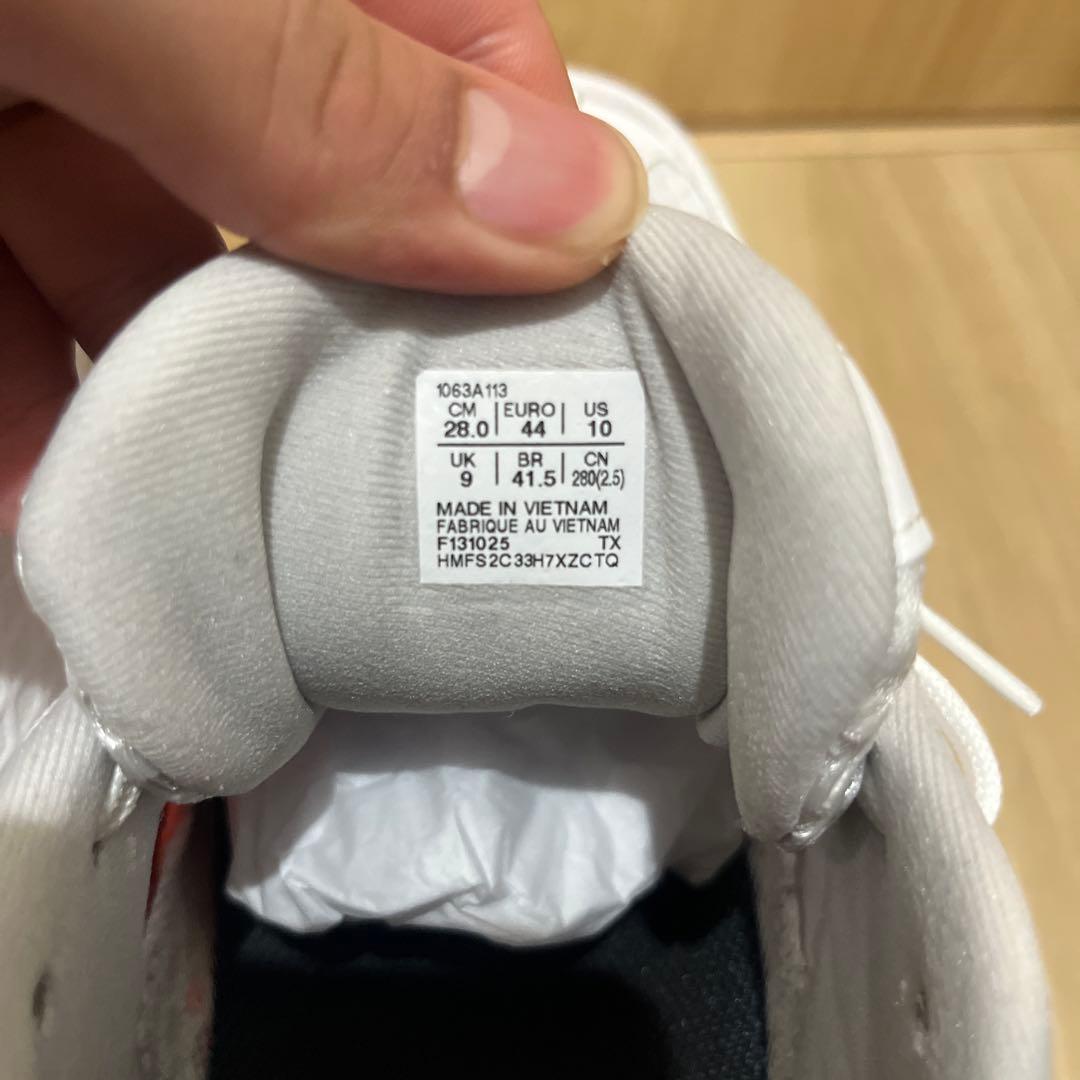 1063A113
CM | EURO | US
28.0 | 44 | 10
UK | BR | CN
9 | 41.5 | 280(2.5)
MADE IN VIETNAM
FABRIQUE AU VIETNAM
F131025 TX
HMFS2C33H7XZCTQ